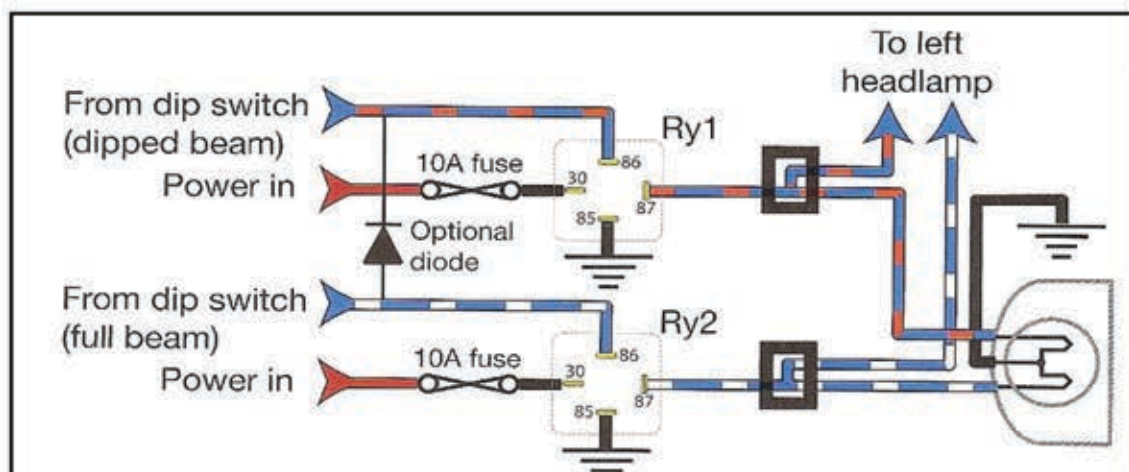 To left
headlamp
From dip switch
(dipped beam)
Ry1
86
10A fuse
Power in
30
87
85
Optional
diode
From dip switch
(full beam)
Ry2
86
10A fuse
Power in
30
87
85